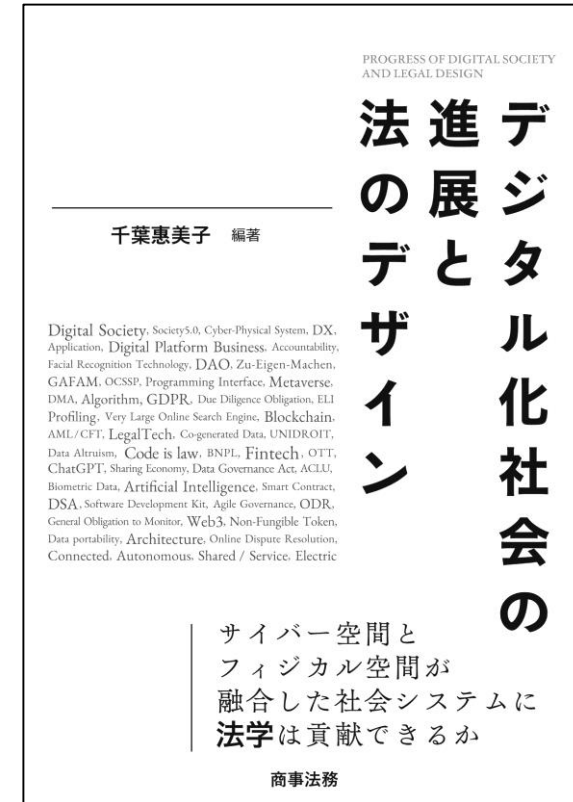 PROGRESS OF DIGITAL SOCIETY
AND LEGAL DESIGN
デジタル化社会の
進展と
法のデザイン
千葉惠美子 編著
Digital Society, Society5.0, Cyber-Physical System, DX,
Application, Digital Platform Business, Accountability,
Facial Recognition Technology, DAO, Zu-Eigen-Machen,
GAFAM, OCSSP, Programming Interface, Metaverse,
DMA, Algorithm, GDPR, Due Diligence Obligation, ELI
Profiling, Very Large Online Search Engine, Blockchain,
AML/CFT, LegalTech, Co-generated Data, UNIDROIT,
Data Altruism, Code is law, BNPL, Fintech, OTT,
ChatGPT, Sharing Economy, Data Governance Act, ACLU,
Biometric Data, Artificial Intelligence, Smart Contract,
DSA, Software Development Kit, Agile Governance, ODR,
General Obligation to Monitor, Web3, Non-Fungible Token,
Data portability, Architecture, Online Dispute Resolution,
Connected, Autonomous, Shared / Service, Electric
サイバー空間と
フィジカル空間が
融合した社会システムに
法学は貢献できるか
商事法務